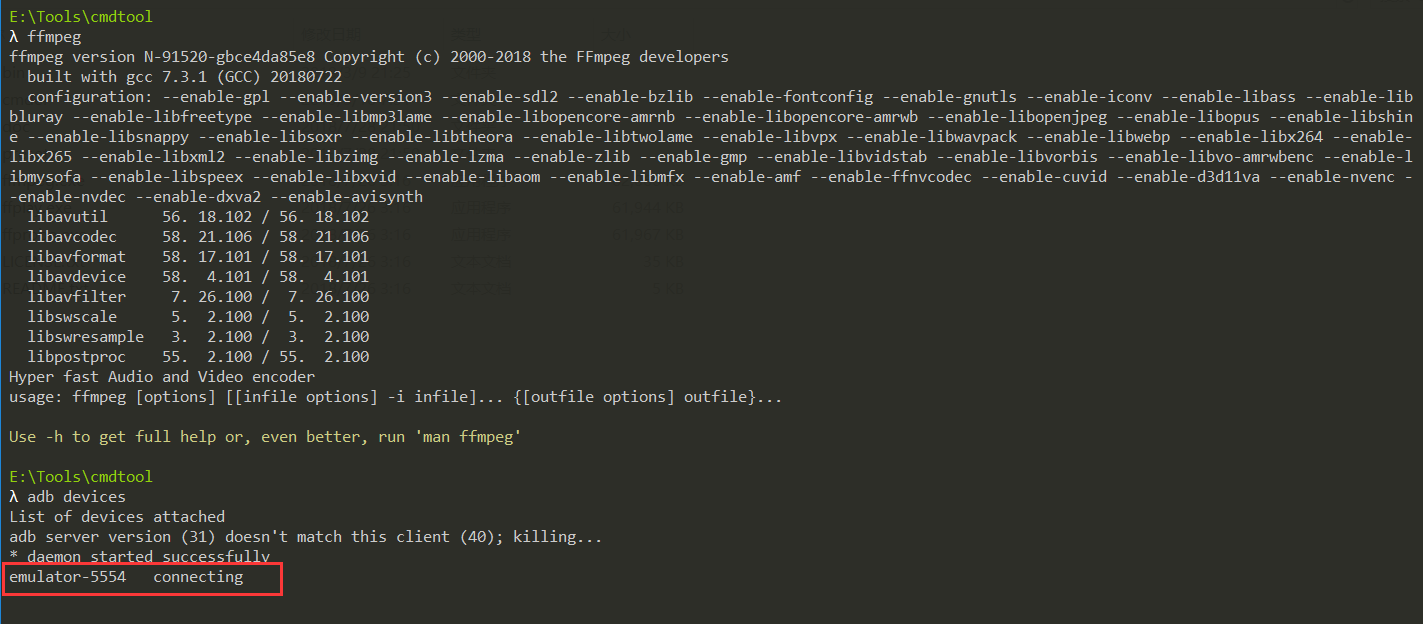 E:\Tools\cmdtool
λ ffmpeg
ffmpeg version N-91520-gbce4da85e8 Copyright (c) 2000-2018 the FFmpeg developers
  built with gcc 7.3.1 (GCC) 20180722
  configuration: --enable-gpl --enable-version3 --enable-sdl2 --enable-bzlib --enable-fontconfig --enable-gnutls --enable-iconv --enable-libass --enable-lib
bluray --enable-libfreetype --enable-libmp3lame --enable-libopencore-amrnb --enable-libopencore-amrwb --enable-libopenjpeg --enable-libopus --enable-libshin
e --enable-libsnappy --enable-libsoxr --enable-libtheora --enable-libtwolame --enable-libvpx --enable-libwavpack --enable-libwebp --enable-libx264 --enable-
libx265 --enable-libxml2 --enable-libzimg --enable-lzma --enable-zlib --enable-gmp --enable-libvidstab --enable-libvorbis --enable-libvo-amrwbenc --enable-l
ibmysofa --enable-libspeex --enable-libxvid --enable-libaom --enable-libmfx --enable-amf --enable-ffnvcodec --enable-cuvid --enable-d3d11va --enable-nvenc -
-enable-nvdec --enable-dxva2 --enable-avisynth
  libavutil      56. 18.102 / 56. 18.102
  libavcodec     58. 21.106 / 58. 21.106
  libavformat    58. 17.101 / 58. 17.101
  libavdevice    58.  4.101 / 58.  4.101
  libavfilter     7. 26.100 /  7. 26.100
  libswscale      5.  2.100 /  5.  2.100
  libswresample   3.  2.100 /  3.  2.100
  libpostproc    55.  2.100 / 55.  2.100
Hyper fast Audio and Video encoder
usage: ffmpeg [options] [[infile options] -i infile]... {[outfile options] outfile}...
Use -h to get full help or, even better, run 'man ffmpeg'
E:\Tools\cmdtool
λ adb devices
List of devices attached
adb server version (31) doesn't match this client (40); killing...
* daemon started successfully
emulator-5554   connecting